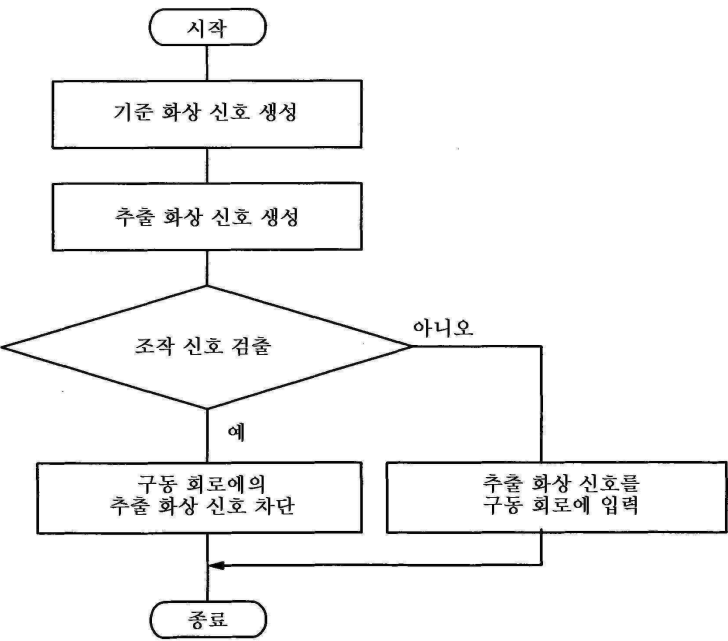 시작
기준 화상 신호 생성
추출 화상 신호 생성
조작 신호 검출
아니오
예
구동 회로에의
추출 화상 신호 차단
추출 화상 신호를
구동 회로에 입력
종료